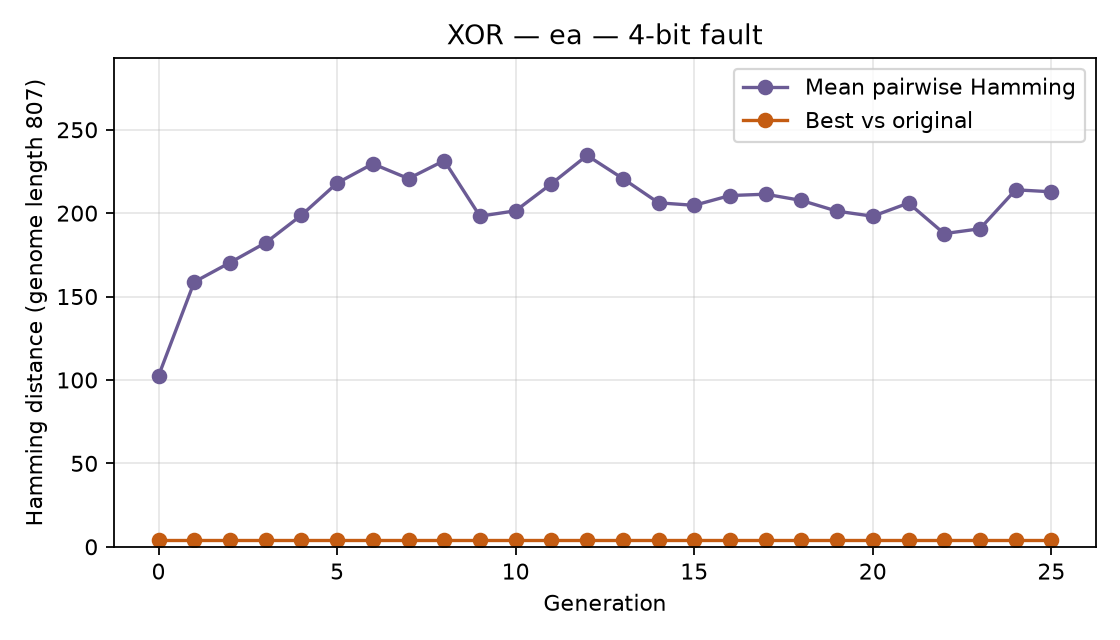 XOR — ea — 4-bit fault
Hamming distance (genome length 807)
Mean pairwise Hamming
Best vs original
250
200
150
100
50
0
0 5 10 15 20 25
Generation